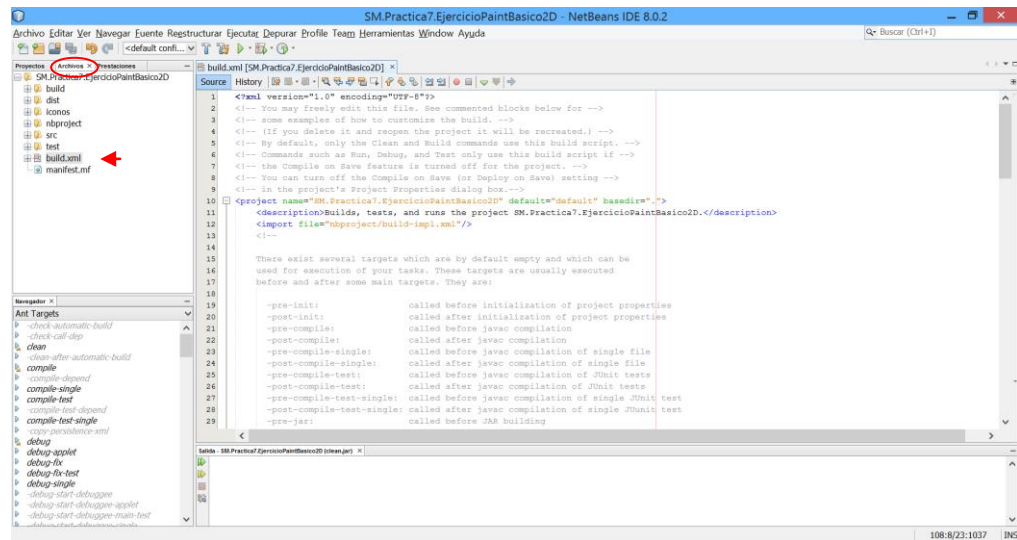 SM.Practica7.EjercicioPaintBasico2D - NetBeans IDE 8.0.2
Archivo Editar Ver Navegar Fuente Reestructurar Ejecutar Depurar Profile Team Herramientas Window Ayuda
Buscar (Ctrl+I)
<default confi...
Proyectos Archivos × Prestaciones
SM.Practica7.EjercicioPaintBasico2D
build
dist
iconos
nbproject
src
test
build.xml
manifest.mf
build.xml [SM.Practica7.EjercicioPaintBasico2D] ×
Source History
1 <?xml version="1.0" encoding="UTF-8"?>
2 <!-- You may freely edit this file. See commented blocks below for -->
3 <!-- some examples of how to customize the build. -->
4 <!-- (If you delete it and reopen the project it will be recreated.) -->
5 <!-- By default, only the Clean and Build commands use this build script. -->
6 <!-- Commands such as Run, Debug, and Test only use this build script if -->
7 <!-- the Compile on Save feature is turned off for the project. -->
8 <!-- You can turn off the Compile on Save (or Deploy on Save) setting -->
9 <!-- in the project's Project Properties dialog box.-->
10 <project name="SM.Practica7.EjercicioPaintBasico2D" default="default" basedir=".">
11 <description>Builds, tests, and runs the project SM.Practica7.EjercicioPaintBasico2D.</description>
12 <import file="nbproject/build-impl.xml"/>
13 <!--
14
15 There exist several targets which are by default empty and which can be
16 used for execution of your tasks. These targets are usually executed
17 before and after some main targets. They are:
18
19 -pre-init: called before initialization of project properties
20 -post-init: called after initialization of project properties
21 -pre-compile: called before javac compilation
22 -post-compile: called after javac compilation
23 -pre-compile-single: called before javac compilation of single file
24 -post-compile-single: called after javac compilation of single file
25 -pre-compile-test: called before javac compilation of JUnit tests
26 -post-compile-test: called after javac compilation of JUnit tests
27 -pre-compile-test-single: called before javac compilation of single JUnit test
28 -post-compile-test-single: called after javac compilation of single JUunit test
29 -pre-jar: called before JAR building
Navegador ×
Ant Targets
-check-automatic-build
-check-call-dep
clean
-clean-after-automatic-build
compile
-compile-depend
compile-single
compile-test
-compile-test-depend
compile-test-single
-copy-persistence-xml
debug
debug-applet
debug-fix
debug-fix-test
debug-single
-debug-start-debuggee
-debug-start-debuggee-applet
-debug-start-debuggee-main-test
-debug-start-debuggee-single
Salida - SM.Practica7.EjercicioPaintBasico2D (clean,jar) ×
108:8/23:1037 INS